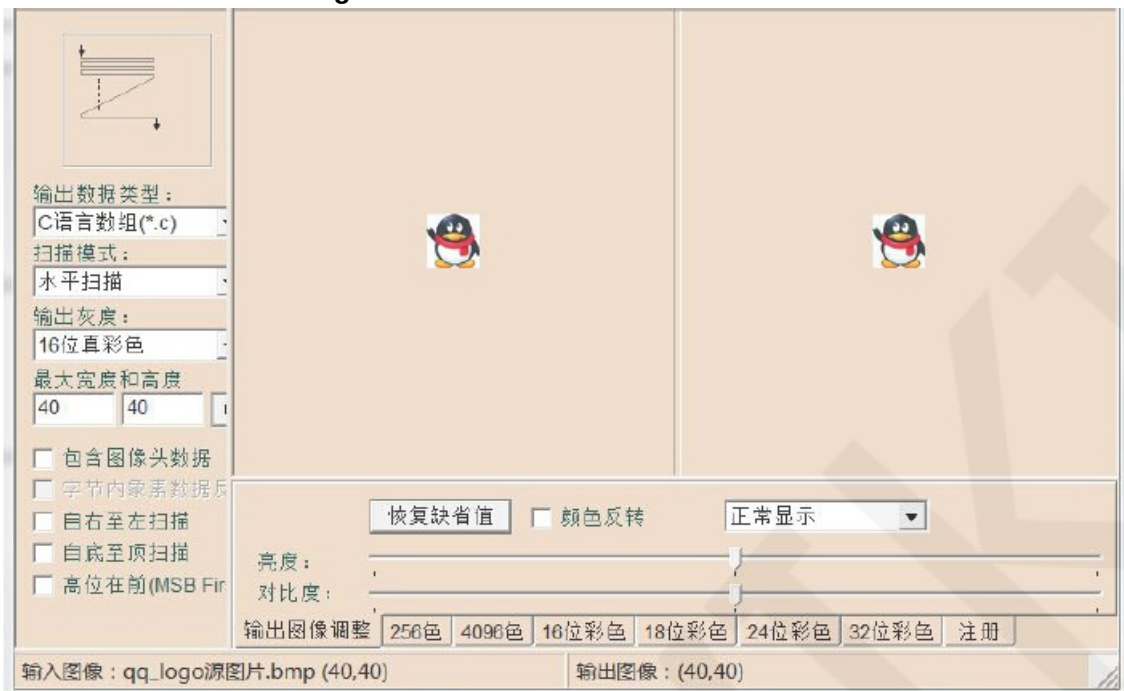 输出数据类型：
C语言数组(*.c)
扫描模式：
水平扫描
输出灰度：
16位真彩色
最大宽度和高度
40 40
包含图像头数据
字节内象素数据反
自右至左扫描
自底至顶扫描
高位在前(MSB Fir
恢复缺省值 颜色反转 正常显示
亮度：
对比度：
输出图像调整 256色 4096色 16位彩色 18位彩色 24位彩色 32位彩色 注册
输入图像：qq_logo源图片.bmp (40,40) 输出图像：(40,40)